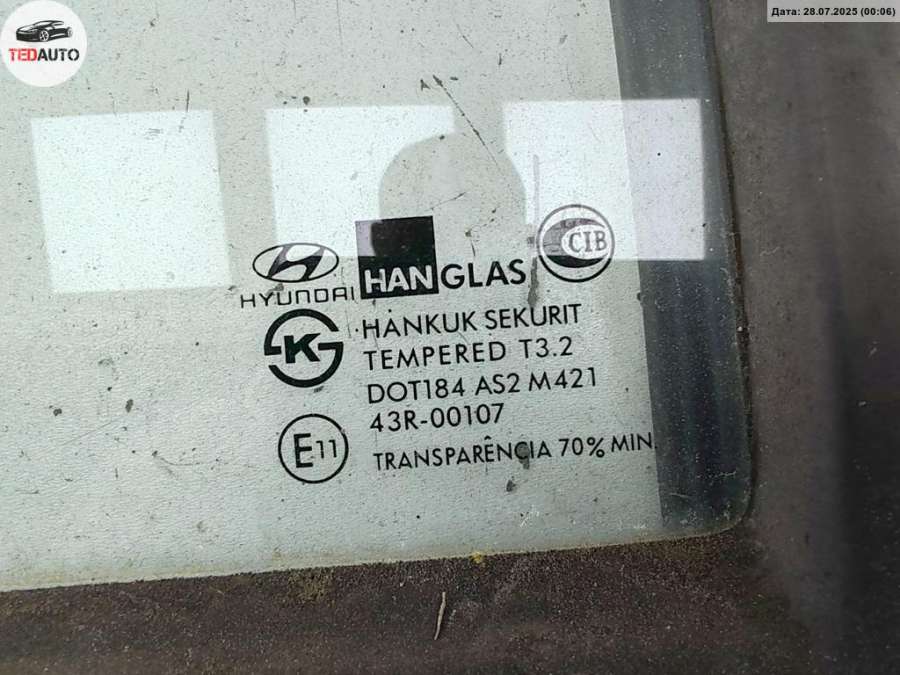 TEDAUTO
Дата: 28.07.2025 (00:06)
HYUNDAI
HANGLAS
CIB
K
HANKUK SEKURIT
TEMPERED T3.2
DOT184 AS2 M421
43R-00107
E11
TRANSPARÊNCIA 70% MIN.